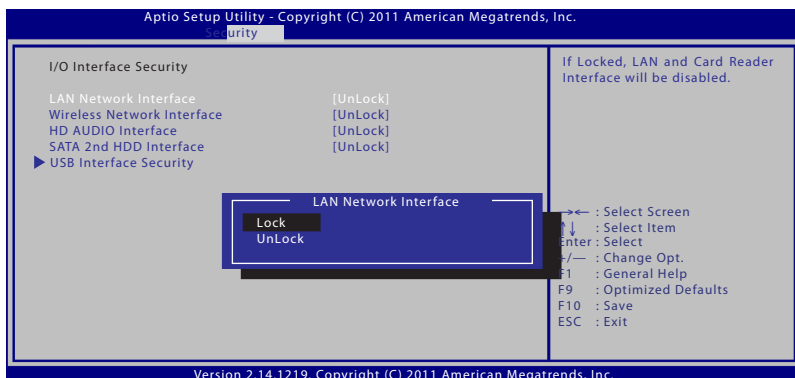 Aptio Setup Utility - Copyright (C) 2011 American Megatrends, Inc.
Security
I/O Interface Security
LAN Network Interface [UnLock]
Wireless Network Interface [UnLock]
HD AUDIO Interface [UnLock]
SATA 2nd HDD Interface [UnLock]
▶ USB Interface Security
LAN Network Interface
Lock
UnLock
If Locked, LAN and Card Reader
Interface will be disabled.
→← : Select Screen
↑↓ : Select Item
Enter : Select
+/— : Change Opt.
F1 : General Help
F9 : Optimized Defaults
F10 : Save
ESC : Exit
Version 2.14.1219. Copyright (C) 2011 American Megatrends, Inc.